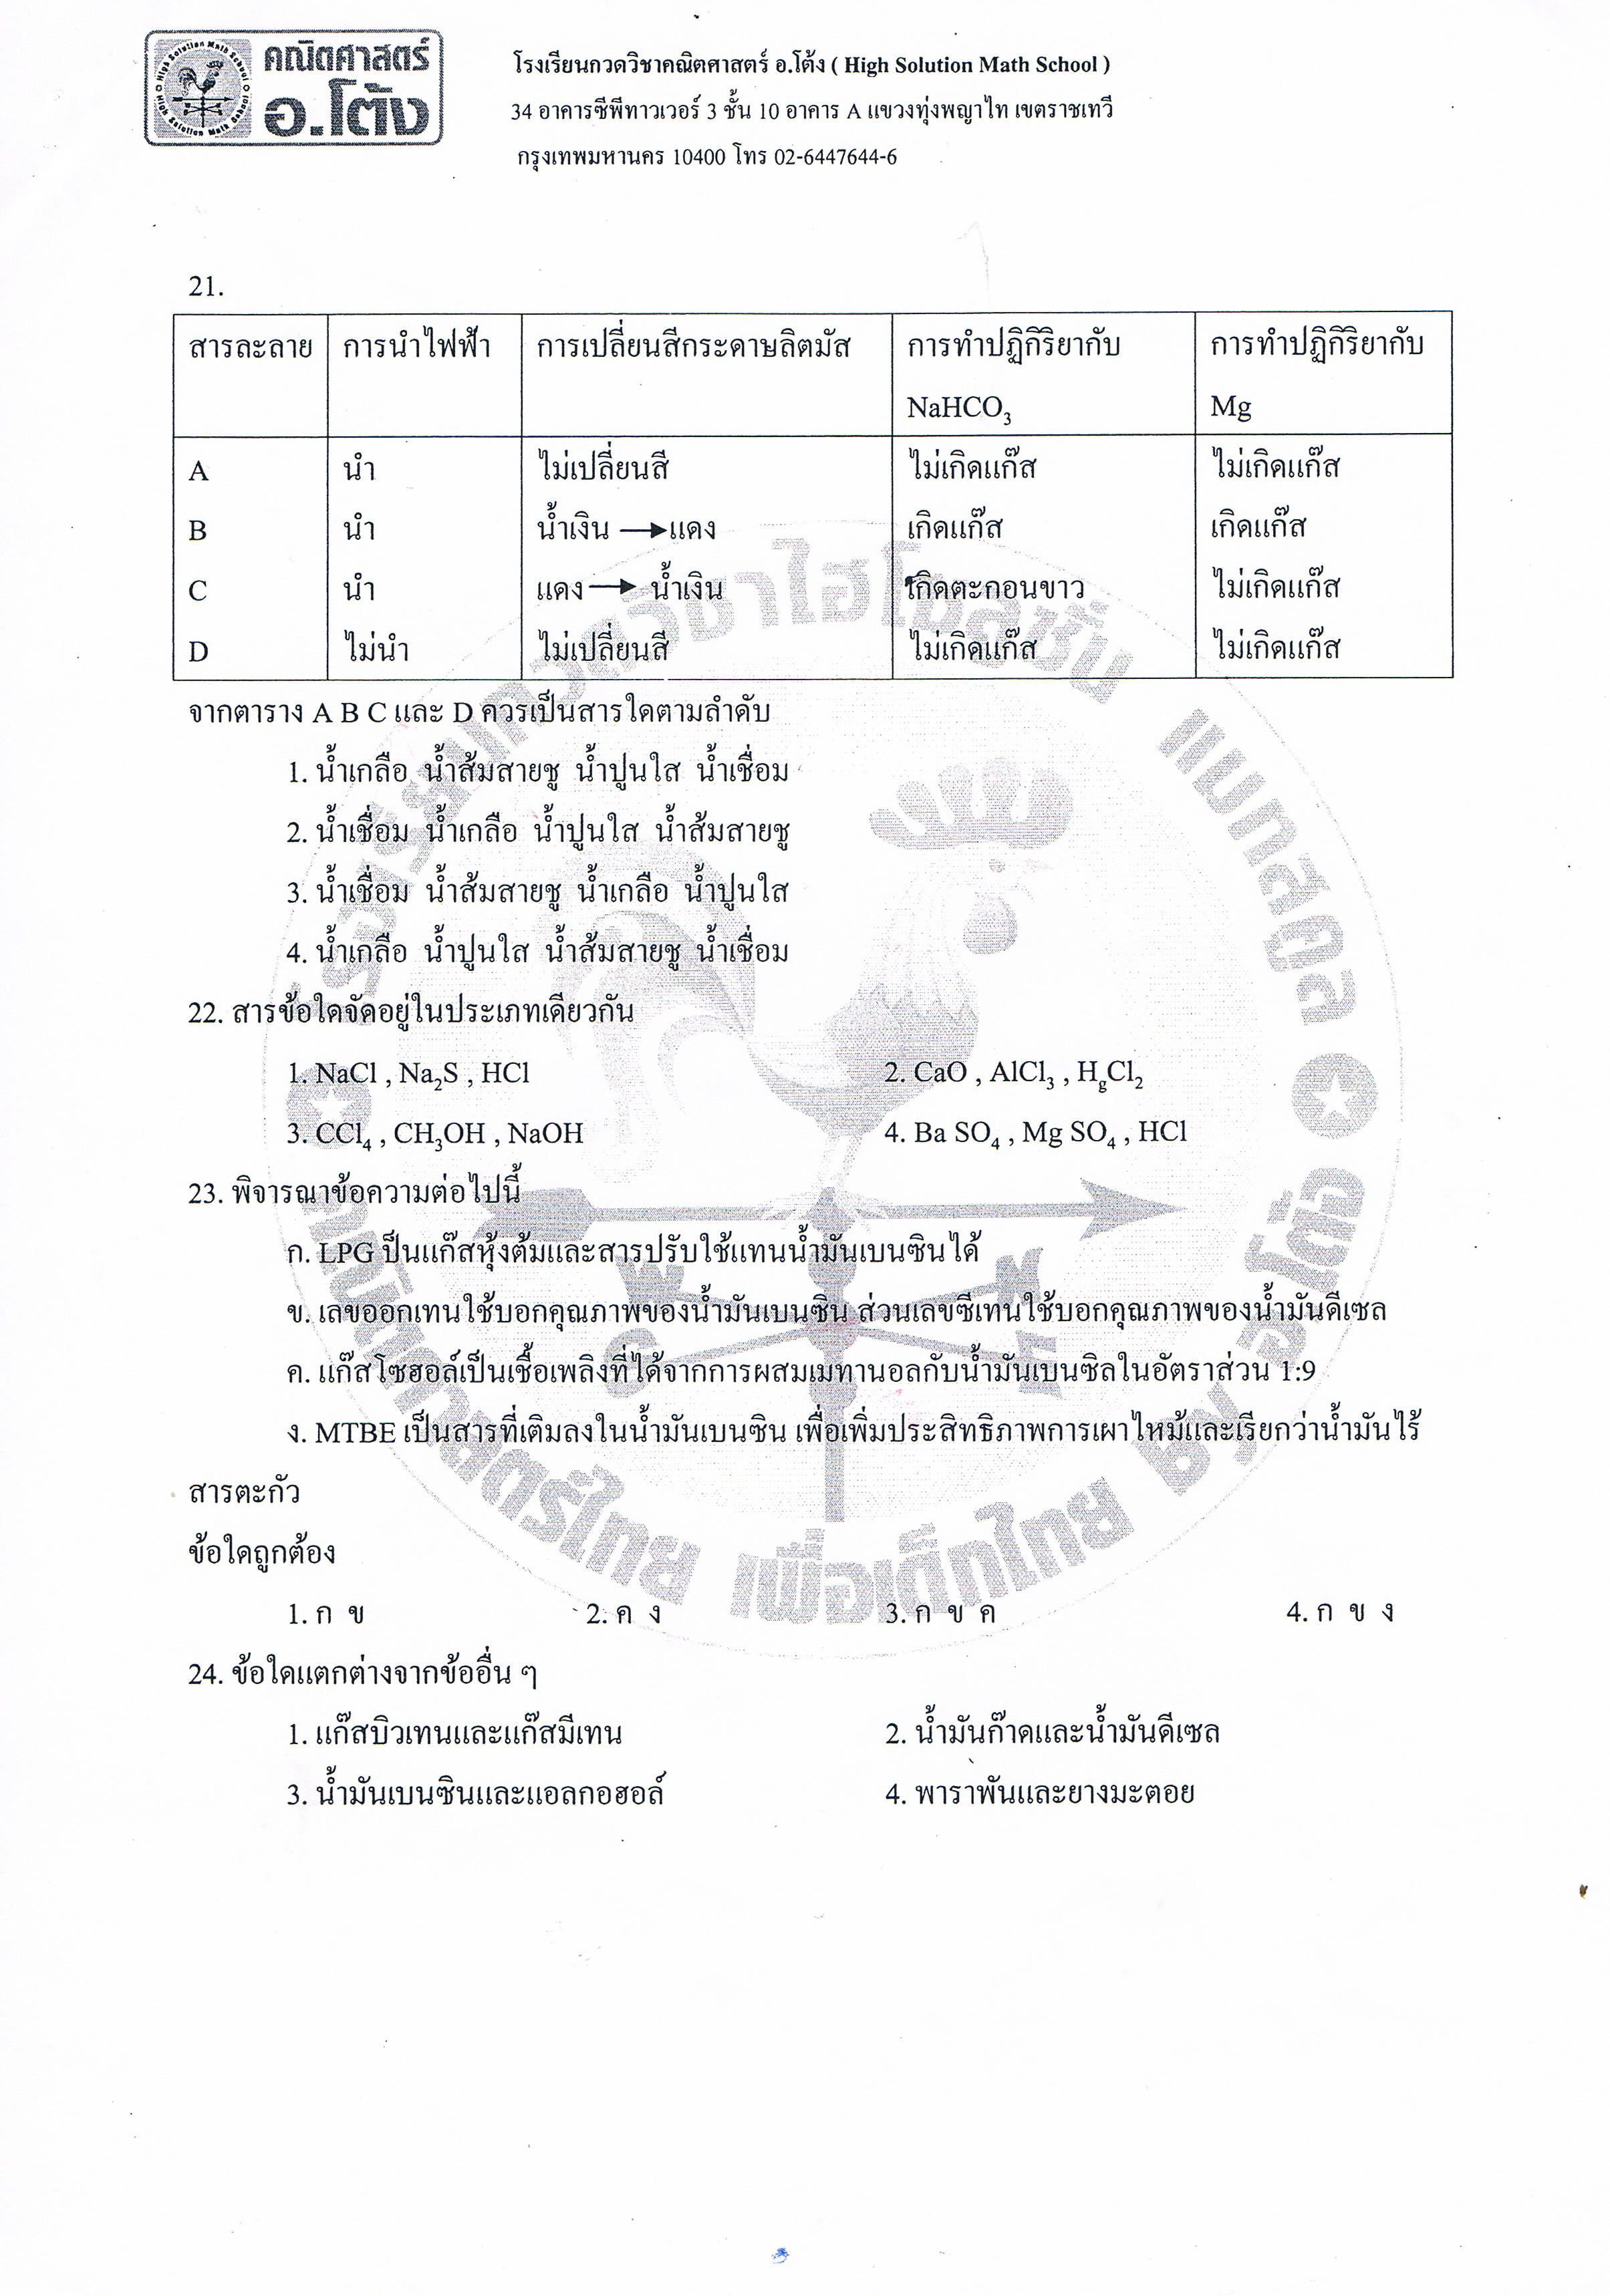 คณิตศาสตร์
อ.โต้ง
High Solution Math School
High Solution Math School
โรงเรียนกวดวิชาคณิตศาสตร์ อ.โต้ง ( High Solution Math School )
34 อาคารซีพีทาวเวอร์ 3 ชั้น 10 อาคาร A แขวงทุ่งพญาไท เขตราชเทวี
กรุงเทพมหานคร 10400 โทร 02-6447644-6
21.
สารละลาย การนำไฟฟ้า การเปลี่ยนสีกระดาษลิตมัส การทำปฏิกิริยากับ การทำปฏิกิริยากับ
NaHCO3 Mg
A นำ ไม่เปลี่ยนสี ไม่เกิดแก๊ส ไม่เกิดแก๊ส
B นำ น้ำเงิน → แดง เกิดแก๊ส เกิดแก๊ส
C นำ แดง → น้ำเงิน เกิดตะกอนขาว ไม่เกิดแก๊ส
D ไม่นำ ไม่เปลี่ยนสี ไม่เกิดแก๊ส ไม่เกิดแก๊ส
จากตาราง A B C และ D ควรเป็นสารใดตามลำดับ
1. น้ำเกลือ น้ำส้มสายชู น้ำปูนใส น้ำเชื่อม
2. น้ำเชื่อม น้ำเกลือ น้ำปูนใส น้ำส้มสายชู
3. น้ำเชื่อม น้ำส้มสายชู น้ำเกลือ น้ำปูนใส
4. น้ำเกลือ น้ำปูนใส น้ำส้มสายชู น้ำเชื่อม
22. สารข้อใดจัดอยู่ในประเภทเดียวกัน
1. NaCl , Na2S , HCl 2. CaO , AlCl3 , HgCl2
3. CCl4 , CH3OH , NaOH 4. Ba SO4 , Mg SO4 , HCl
23. พิจารณาข้อความต่อไปนี้
ก. LPG ป็นแก๊สหุ้งต้มและสารปรับใช้แทนน้ำมันเบนซินได้
ข. เลขออกเทนใช้บอกคุณภาพของน้ำมันเบนซิน ส่วนเลขซีเทนใช้บอกคุณภาพของน้ำมันดีเซล
ค. แก๊สโซฮอล์เป็นเชื้อเพลิงที่ได้จากการผสมเมทานอลกับน้ำมันเบนซิลในอัตราส่วน 1:9
ง. MTBE เป็นสารที่เติมลงในน้ำมันเบนซิน เพื่อเพิ่มประสิทธิภาพการเผาไหม้และเรียกว่าน้ำมันไร้
สารตะกัว
ข้อใดถูกต้อง
1. ก ข 2. ค ง 3. ก ข ค 4. ก ข ง
24. ข้อใดแตกต่างจากข้ออื่น ๆ
1. แก๊สบิวเทนและแก๊สมีเทน 2. น้ำมันก๊าดและน้ำมันดีเซล
3. น้ำมันเบนซินและแอลกอฮอล์ 4. พาราพันและยางมะตอย